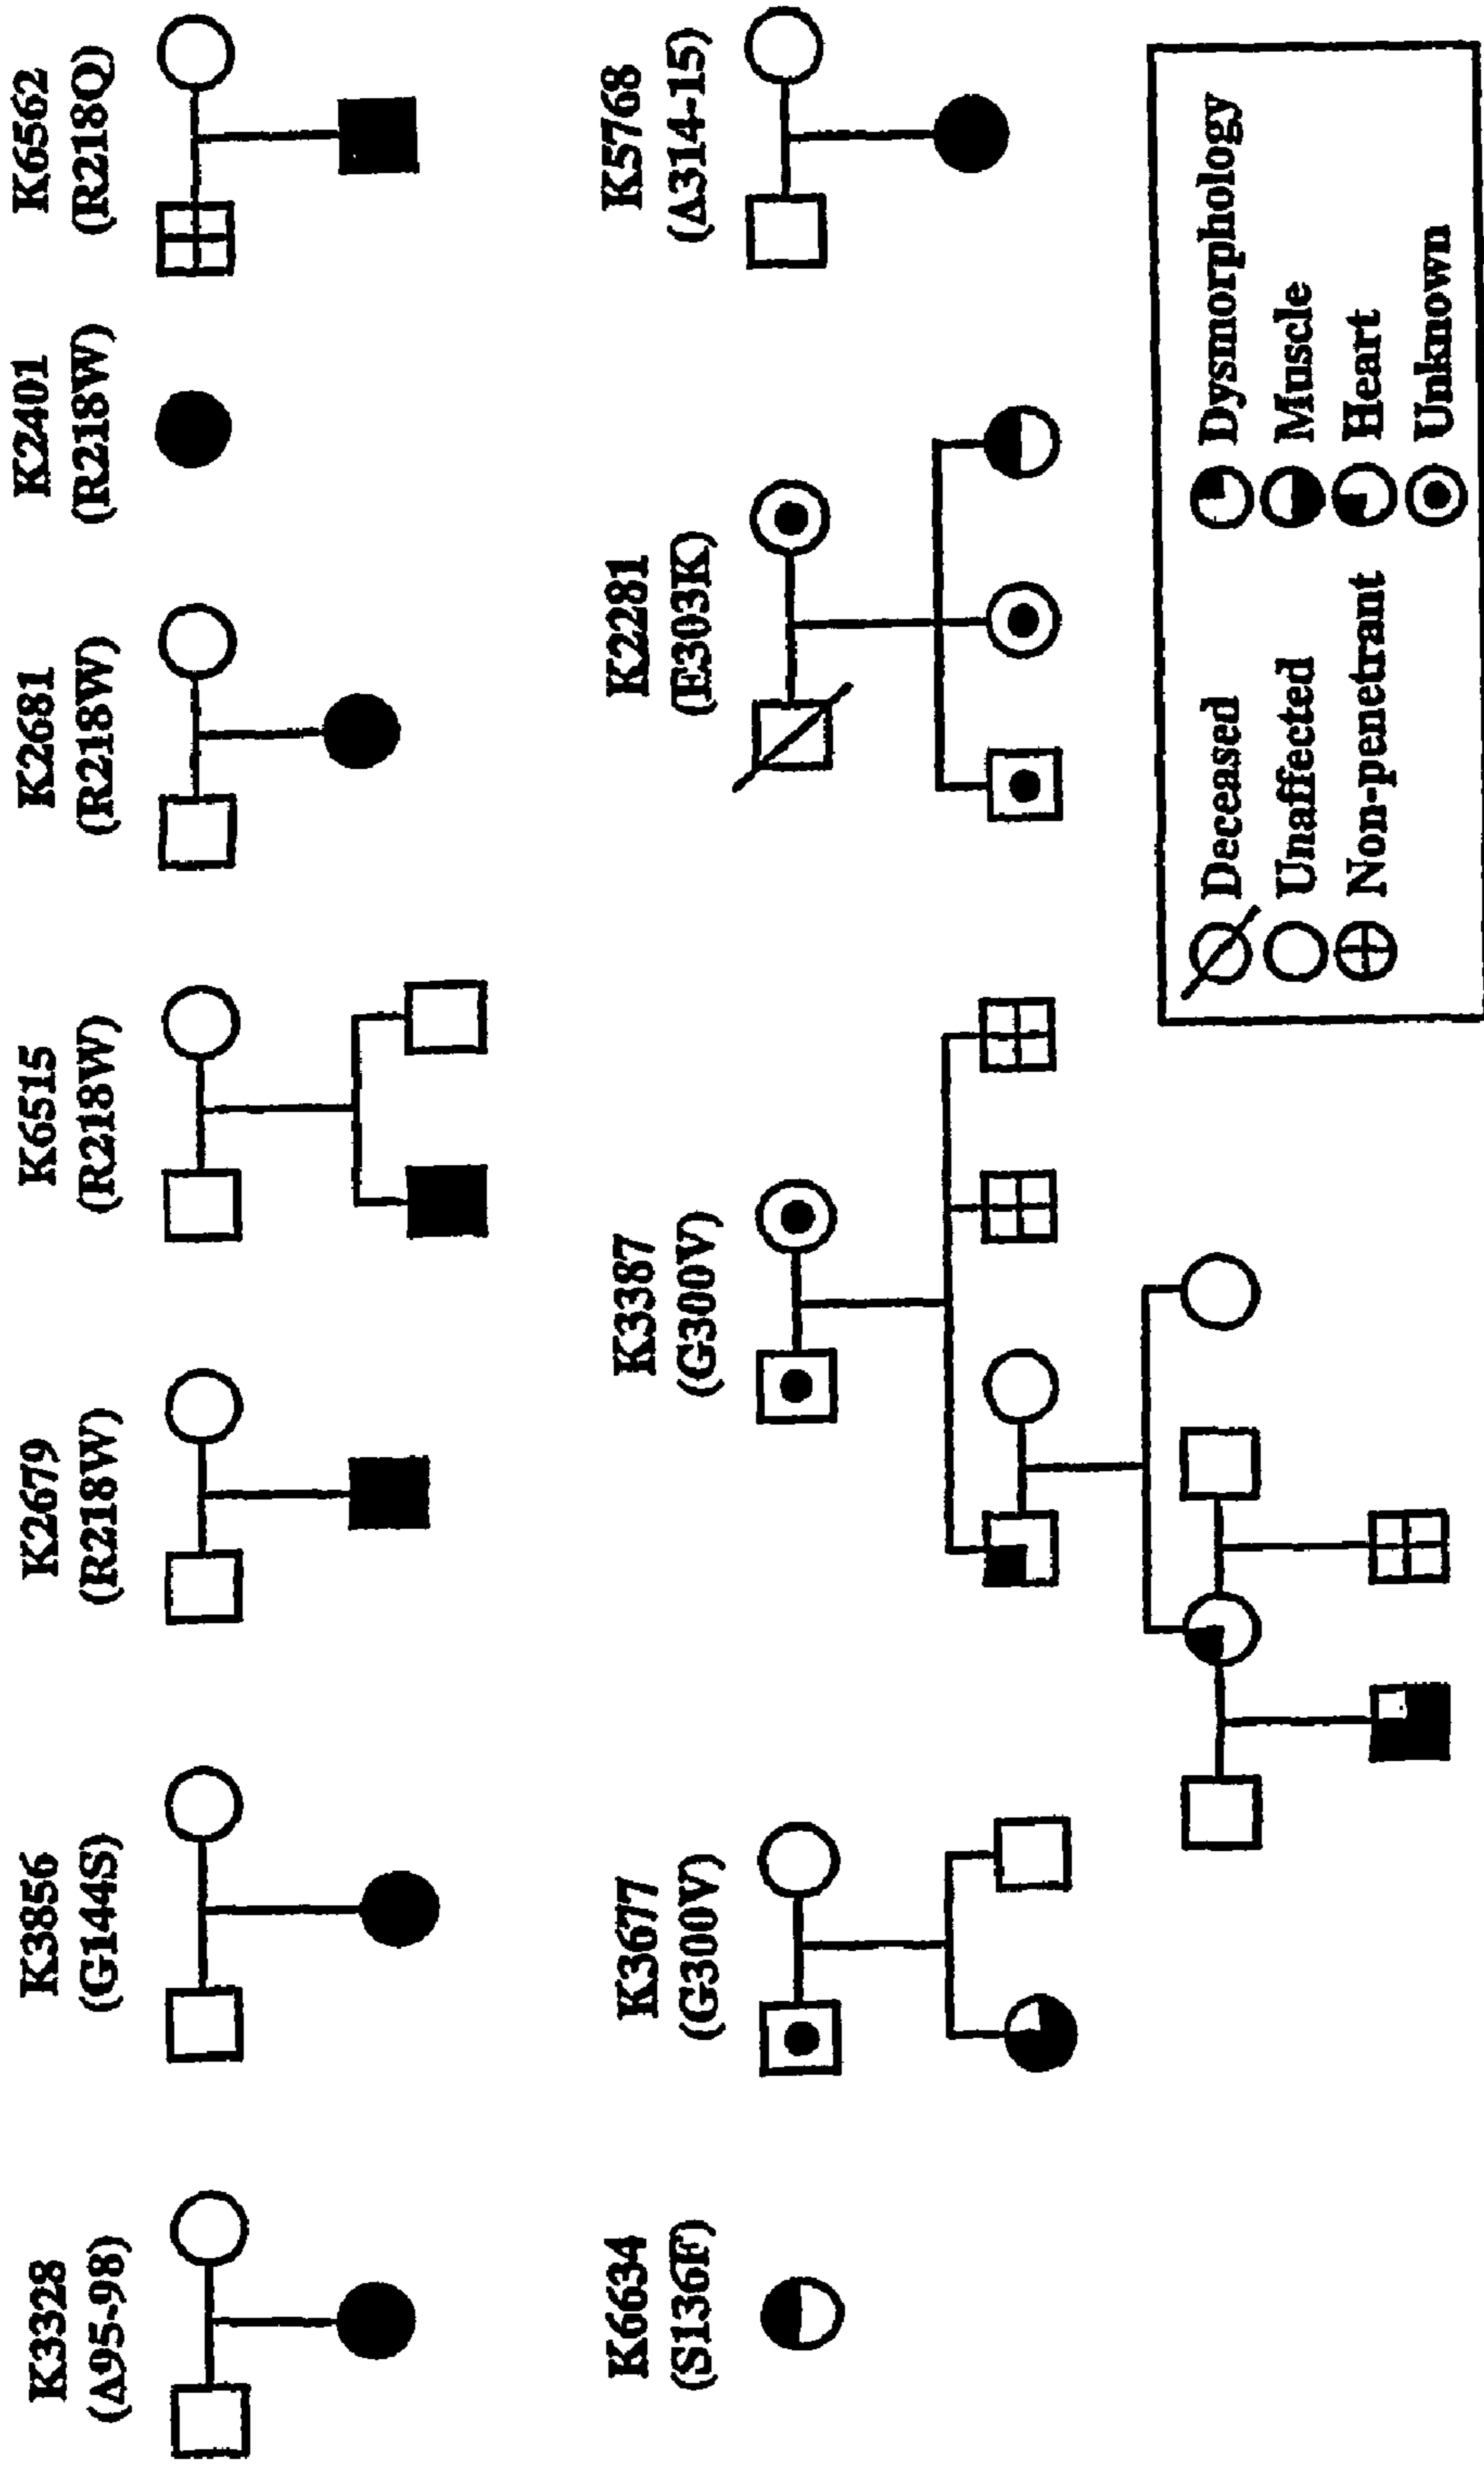 K3328
(Δ95-98)
K3856
(G144S)
K2679
(R218W)
K6515
(R218W)
K2681
(R218W)
K2401
(R218W)
K6562
(R218Q)
K6634
(S136F)
K3677
(G300V)
K3387
(G300V)
K2281
(E303K)
K5768
(Δ314-15)
Deceased
Unaffected
Non-penetrant
Dysmorphology
Muscle
Heart
Unknown